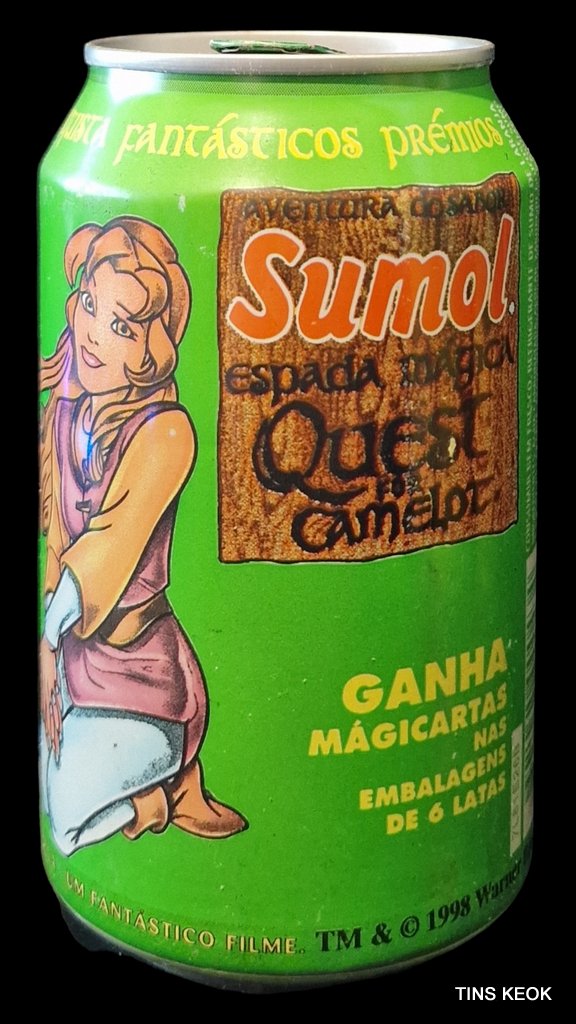 FANTÁSTICOS PRÉMIOS
AVENTURA DO SABOR
Sumol
ESPADA MÁGICA
QUEST
FOR
CAMELOT
GANHA
MÁGICARTAS
NAS
EMBALAGENS
DE 6 LATAS
UM FANTÁSTICO FILME
TM & © 1998 Warner
TINS KEOK